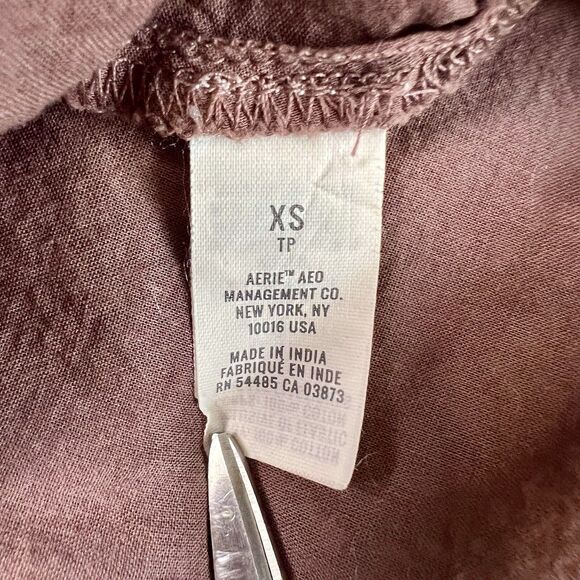 XS
TP
AERIE™ AEO
MANAGEMENT CO.
NEW YORK, NY
10016 USA
MADE IN INDIA
FABRIQUÉ EN INDE
RN 54485 CA 03873
COTTON